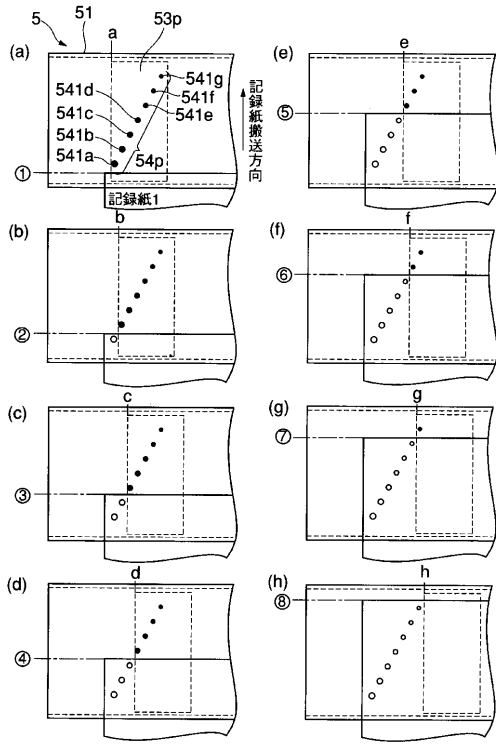 5
51
53p
(a)
a
541g
541f
541e
541d
541c
541b
541a
54p
①
記録紙1
記録紙搬送方向
(b)
b
②
(c)
c
③
(d)
d
④
(e)
e
⑤
(f)
f
⑥
(g)
g
⑦
(h)
h
⑧